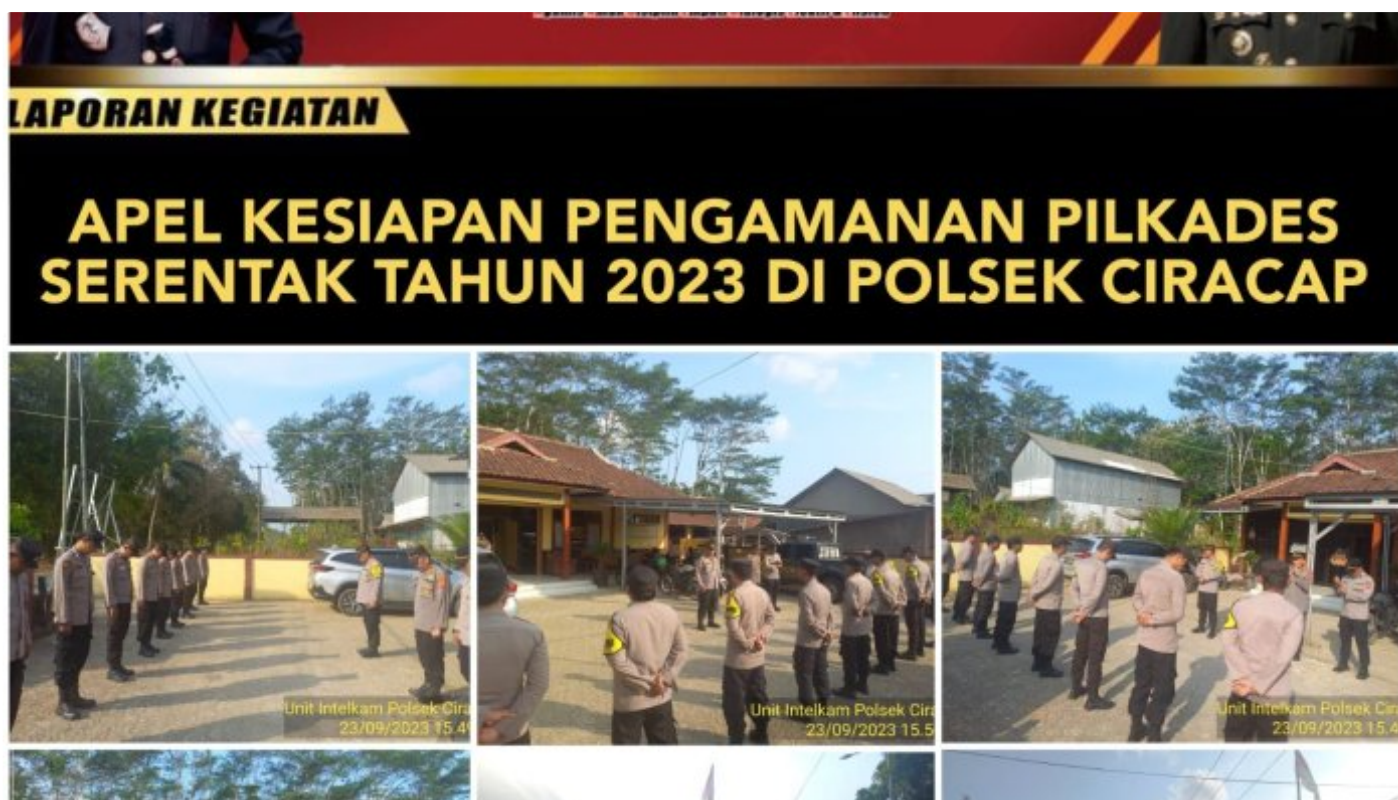 LAPORAN KEGIATAN
APEL KESIAPAN PENGAMANAN PILKADES
SERENTAK TAHUN 2023 DI POLSEK CIRACAP
Unit Intelkam Polsek Cira
23/09/2023 15.4
Unit Intelkam Polsek Cira
23/09/2023 15.5
Unit Intelkam Polsek Cir
23/09/2023 15.4